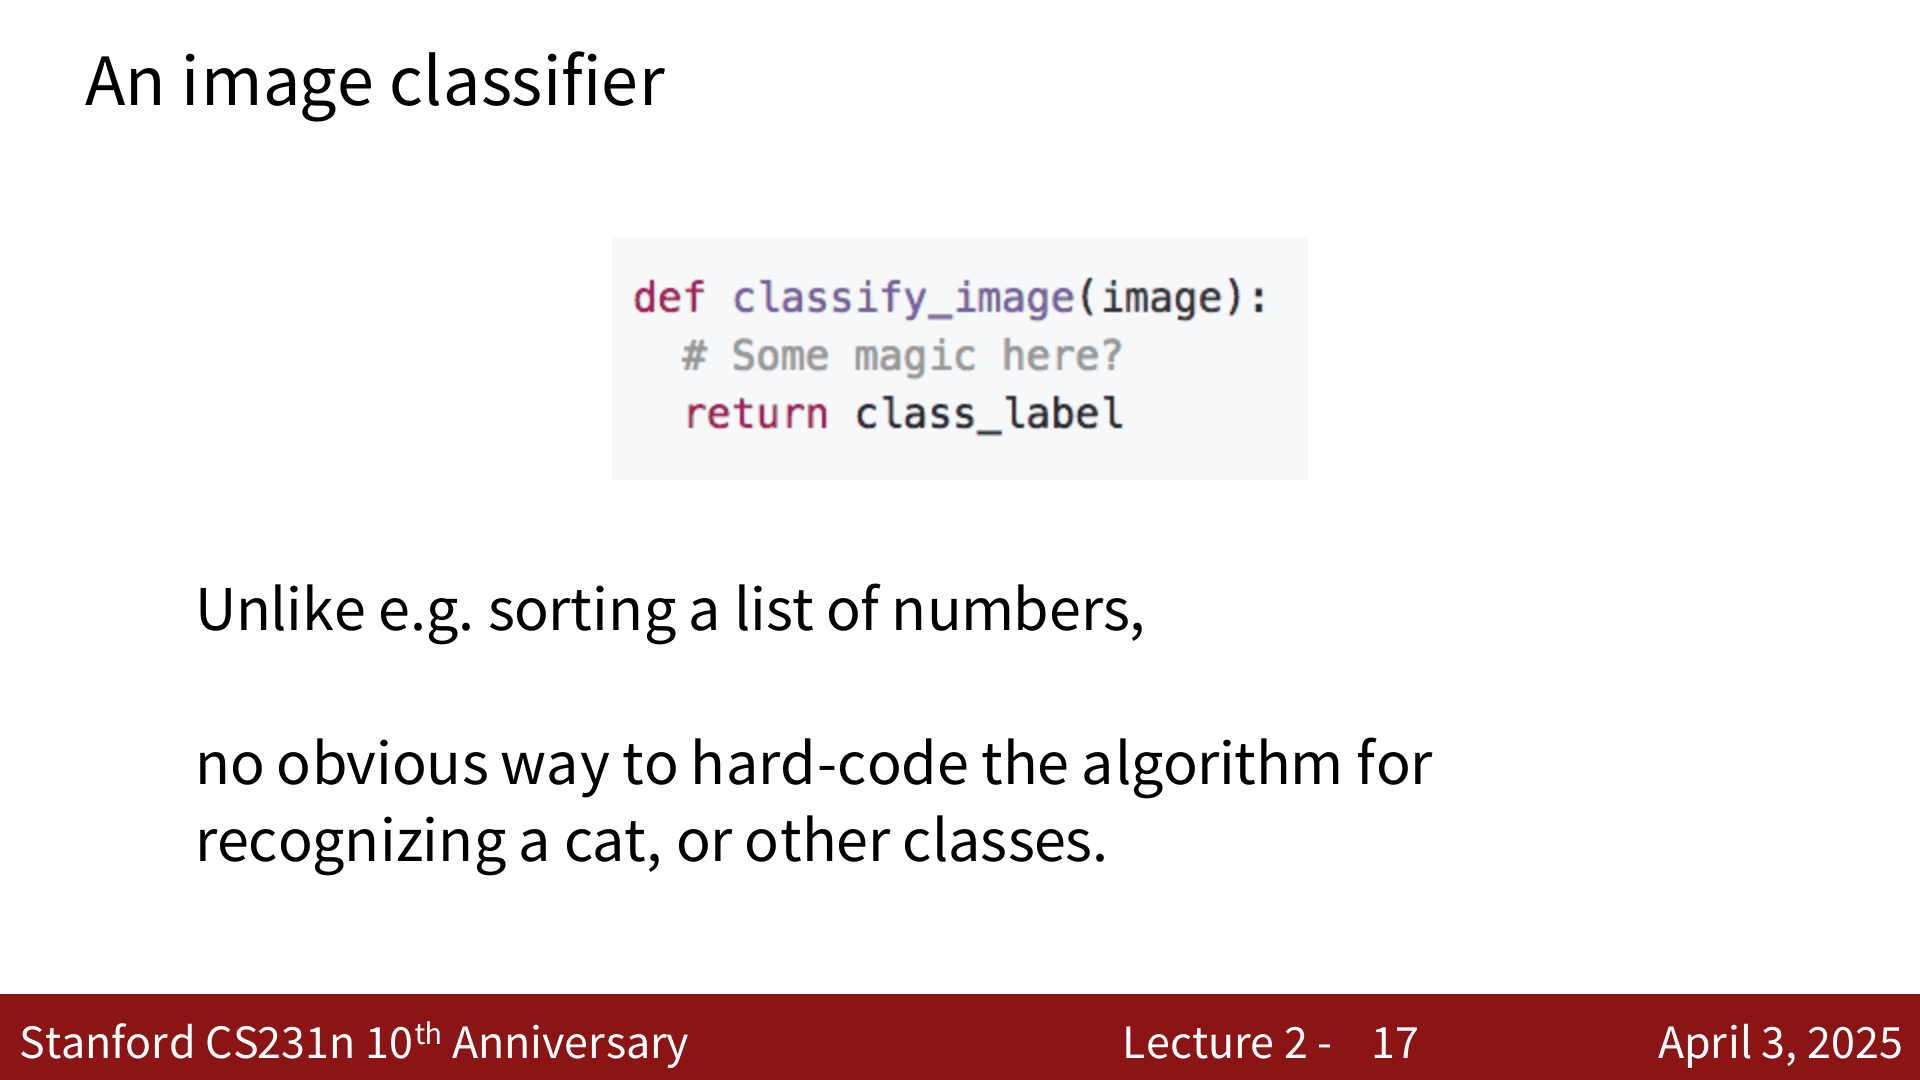 An image classifier
def classify_image(image):
# Some magic here?
return class_label
Unlike e.g. sorting a list of numbers,
no obvious way to hard-code the algorithm for
recognizing a cat, or other classes.
Stanford CS231n 10th Anniversary Lecture 2 - 17 April 3, 2025